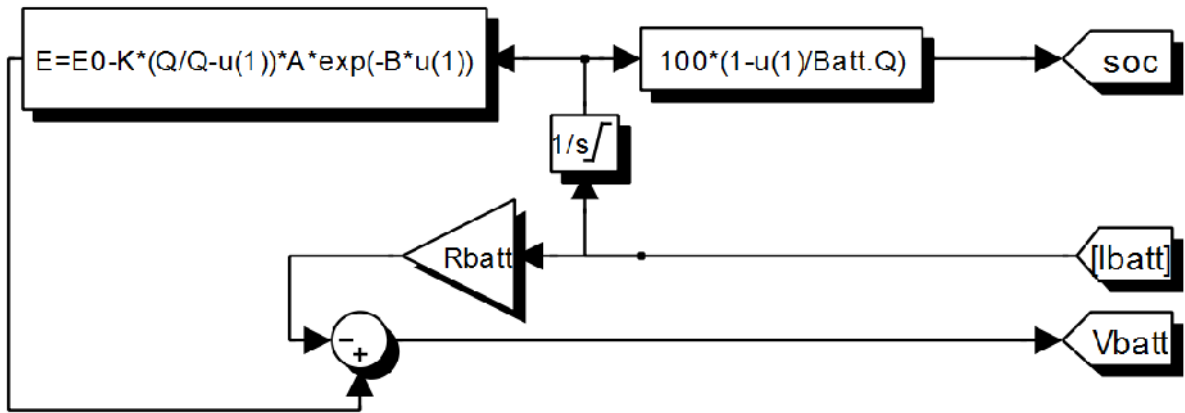 E=E0-K*(Q/Q-u(1))*A*exp(-B*u(1))
100*(1-u(1)/Batt.Q)
soc
1/s
Rbatt
[Ibatt]
-
+
Vbatt